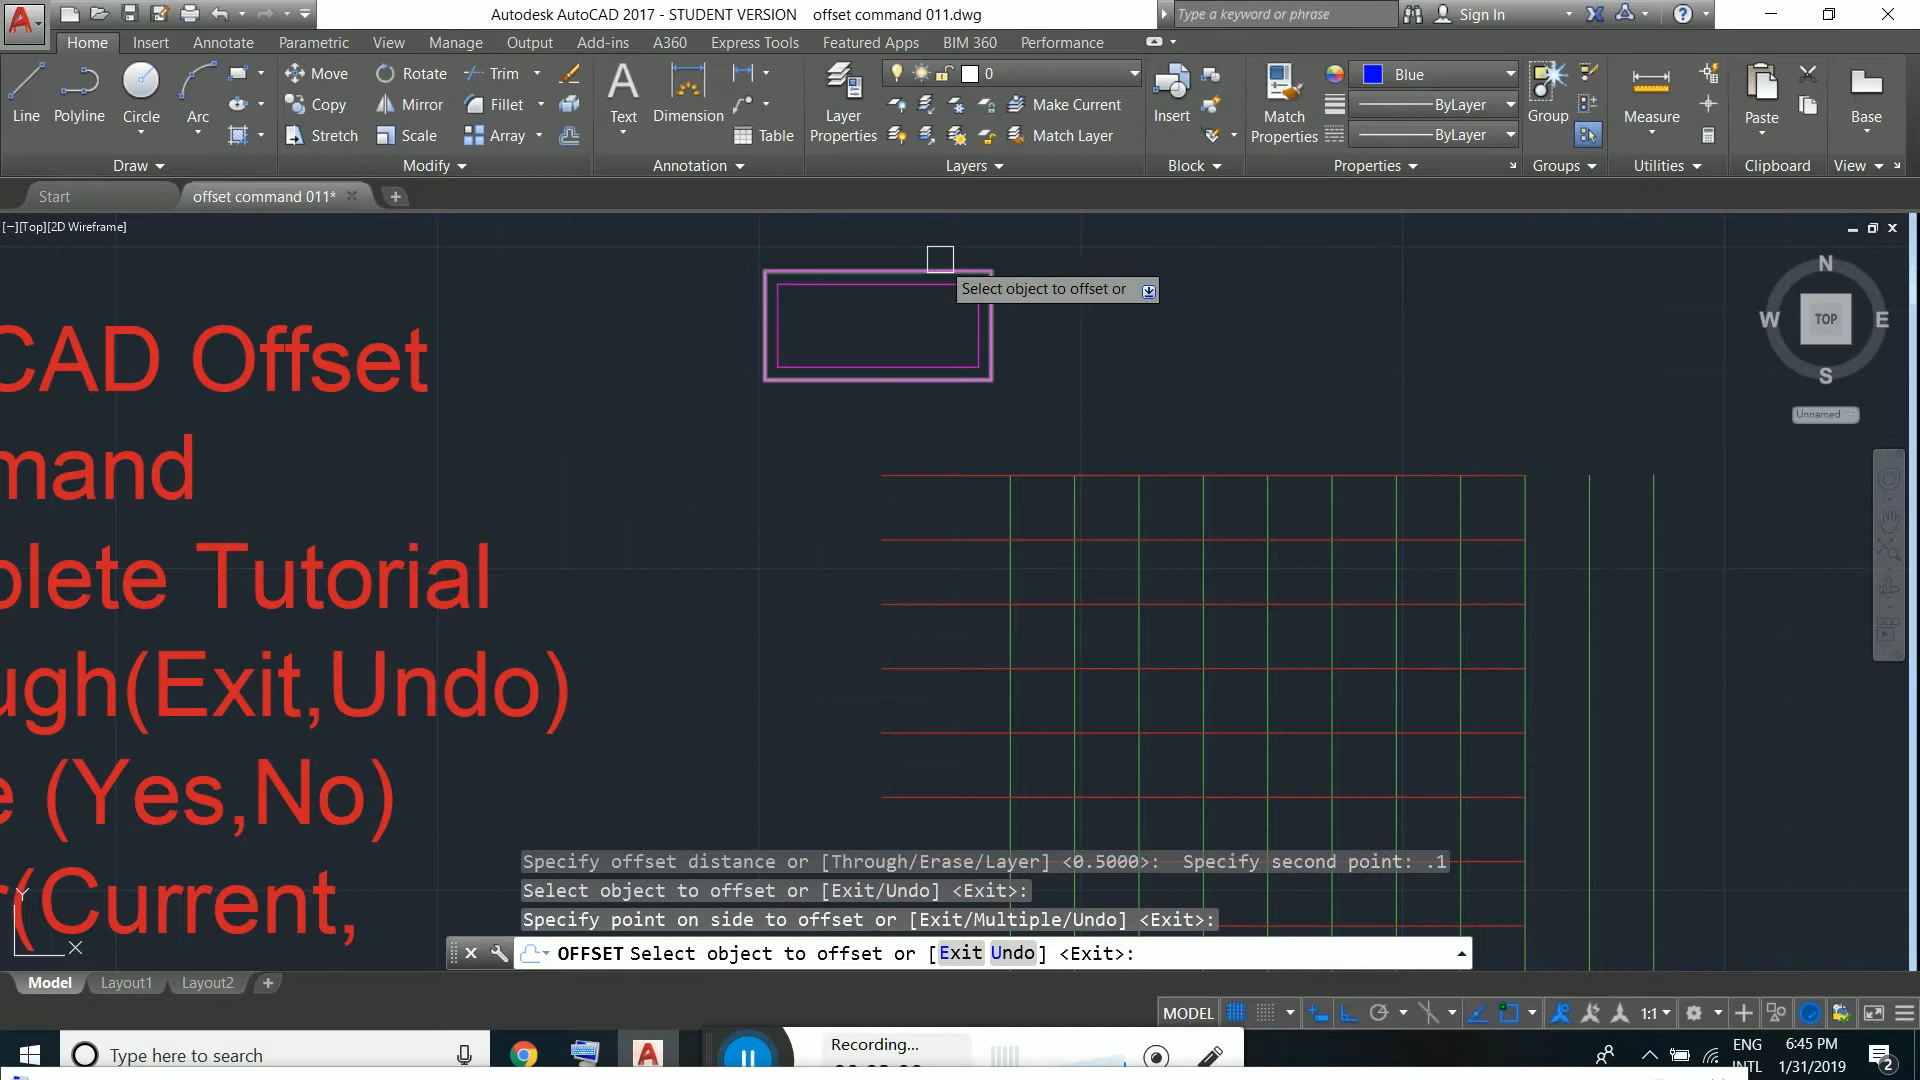 Autodesk AutoCAD 2017 - STUDENT VERSION offset command 011.dwg
Type a keyword or phrase
Sign In
Home Insert Annotate Parametric View Manage Output Add-ins A360 Express Tools Featured Apps BIM 360 Performance
Line Polyline Circle Arc
Move Rotate Trim
Copy Mirror Fillet
Stretch Scale Array
Text Dimension Table
Layer Properties
0
Make Current
Match Layer
Insert
Match Properties
Blue
ByLayer
ByLayer
Group
Measure
Paste
Base
Draw Modify Annotation Layers Block Properties Groups Utilities Clipboard View
Start offset command 011*
[−][Top][2D Wireframe]
Select object to offset or
N
W TOP E
S
Unnamed
CAD Offset
mand
plete Tutorial
ugh(Exit,Undo)
e (Yes,No)
r(Current,
Y
X
Specify offset distance or [Through/Erase/Layer] <0.5000>: Specify second point: .1
Select object to offset or [Exit/Undo] <Exit>:
Specify point on side to offset or [Exit/Multiple/Undo] <Exit>:
OFFSET Select object to offset or [Exit Undo] <Exit>:
Model Layout1 Layout2
MODEL 1:1
Type here to search
Recording...
ENG
INTL
6:45 PM
1/31/2019
2